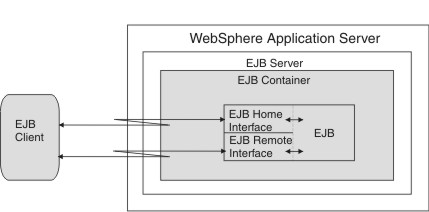 WebSphere Application Server
EJB Server
EJB Container
EJB
Client
EJB Home
Interface
EJB Remote
Interface
EJB